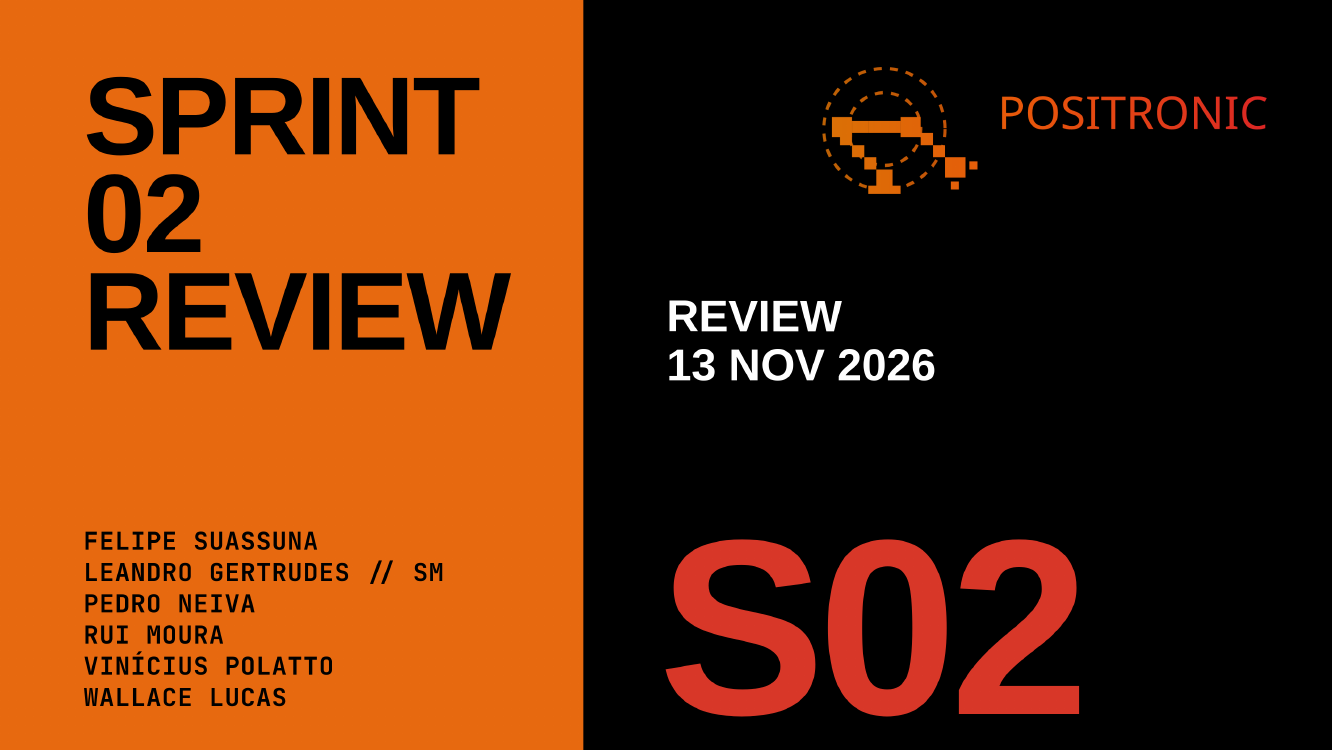 SPRINT
02
REVIEW
FELIPE SUASSUNA
LEANDRO GERTRUDES // SM
PEDRO NEIVA
RUI MOURA
VINÍCIUS POLATTO
WALLACE LUCAS
POSITRONIC
REVIEW
13 NOV 2026
S02